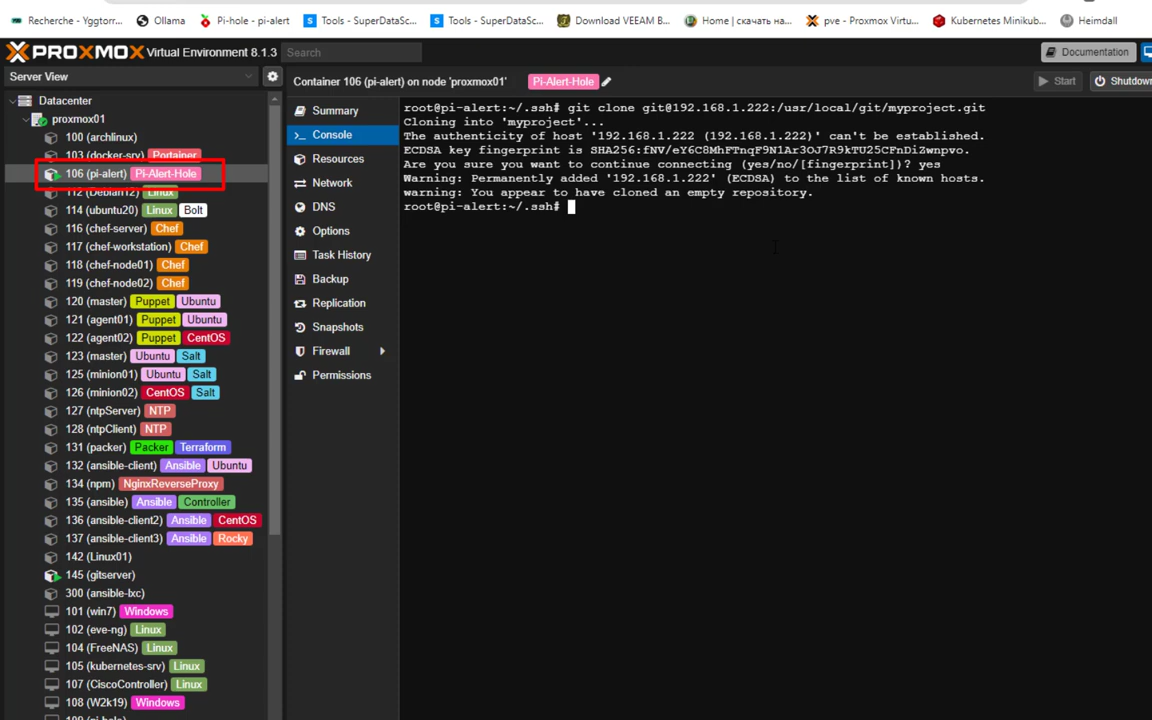 Recherche - Yggtorr... Ollama Pi-hole - pi-alert Tools - SuperDataSc... Tools - SuperDataSc... Download VEEAM B... Home | скачать на... pve - Proxmox Virtu... Kubernetes Minikub... Heimdall
PROXMOX Virtual Environment 8.1.3 Search Documentation
Server View
Container 106 (pi-alert) on node 'proxmox01' Pi-Alert-Hole Start Shutdow
Datacenter
proxmox01
100 (archlinux)
103 (docker-srv) Portainer
106 (pi-alert) Pi-Alert-Hole
112 (Debian12) Linux
114 (ubuntu20) Linux Bolt
116 (chef-server) Chef
117 (chef-workstation) Chef
118 (chef-node01) Chef
119 (chef-node02) Chef
120 (master) Puppet Ubuntu
121 (agent01) Puppet Ubuntu
122 (agent02) Puppet CentOS
123 (master) Ubuntu Salt
125 (minion01) Ubuntu Salt
126 (minion02) CentOS Salt
127 (ntpServer) NTP
128 (ntpClient) NTP
131 (packer) Packer Terraform
132 (ansible-client) Ansible Ubuntu
134 (npm) NginxReverseProxy
135 (ansible) Ansible Controller
136 (ansible-client2) Ansible CentOS
137 (ansible-client3) Ansible Rocky
142 (Linux01)
145 (gitserver)
300 (ansible-lxc)
101 (win7) Windows
102 (eve-ng) Linux
104 (FreeNAS) Linux
105 (kubernetes-srv) Linux
107 (CiscoController) Linux
108 (W2k19) Windows
Summary
Console
Resources
Network
DNS
Options
Task History
Backup
Replication
Snapshots
Firewall
Permissions
root@pi-alert:~/.ssh# git clone git@192.168.1.222:/usr/local/git/myproject.git
Cloning into 'myproject'...
The authenticity of host '192.168.1.222 (192.168.1.222)' can't be established.
ECDSA key fingerprint is SHA256:fNV/eY6C8MhFTnqF9N1Ar3OJ7R9kTU25CFnDiZwnpvo.
Are you sure you want to continue connecting (yes/no/[fingerprint])? yes
Warning: Permanently added '192.168.1.222' (ECDSA) to the list of known hosts.
warning: You appear to have cloned an empty repository.
root@pi-alert:~/.ssh#